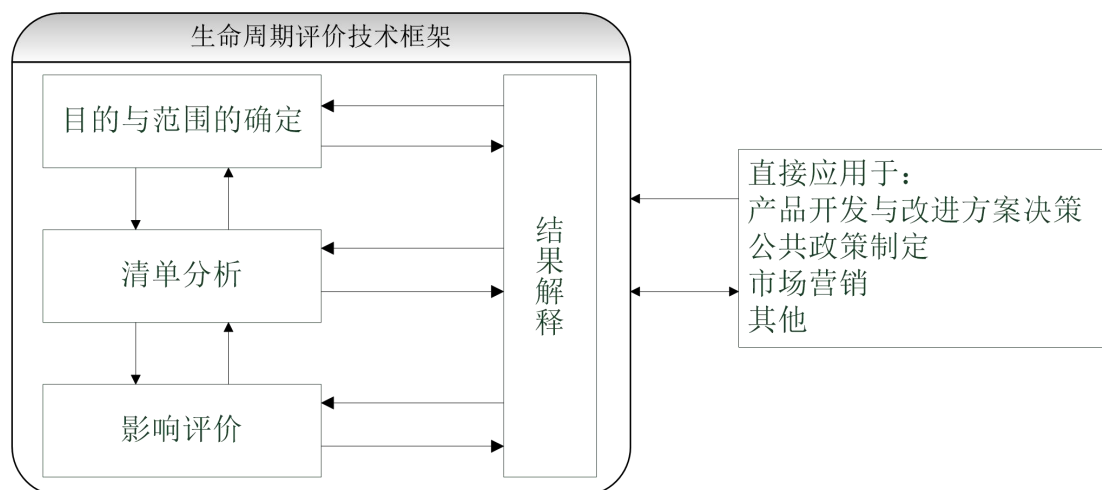 生命周期评价技术框架
目的与范围的确定
清单分析
影响评价
结果解释
直接应用于：
产品开发与改进方案决策
公共政策制定
市场营销
其他